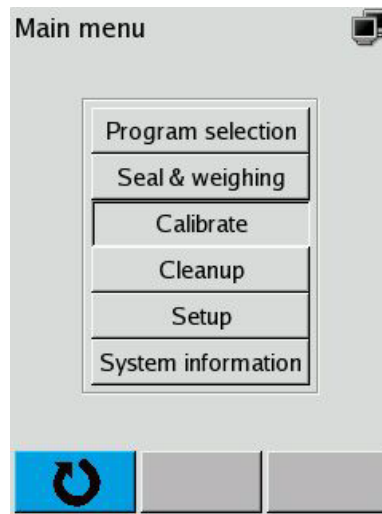 Main menu
Program selection
Seal & weighing
Calibrate
Cleanup
Setup
System information